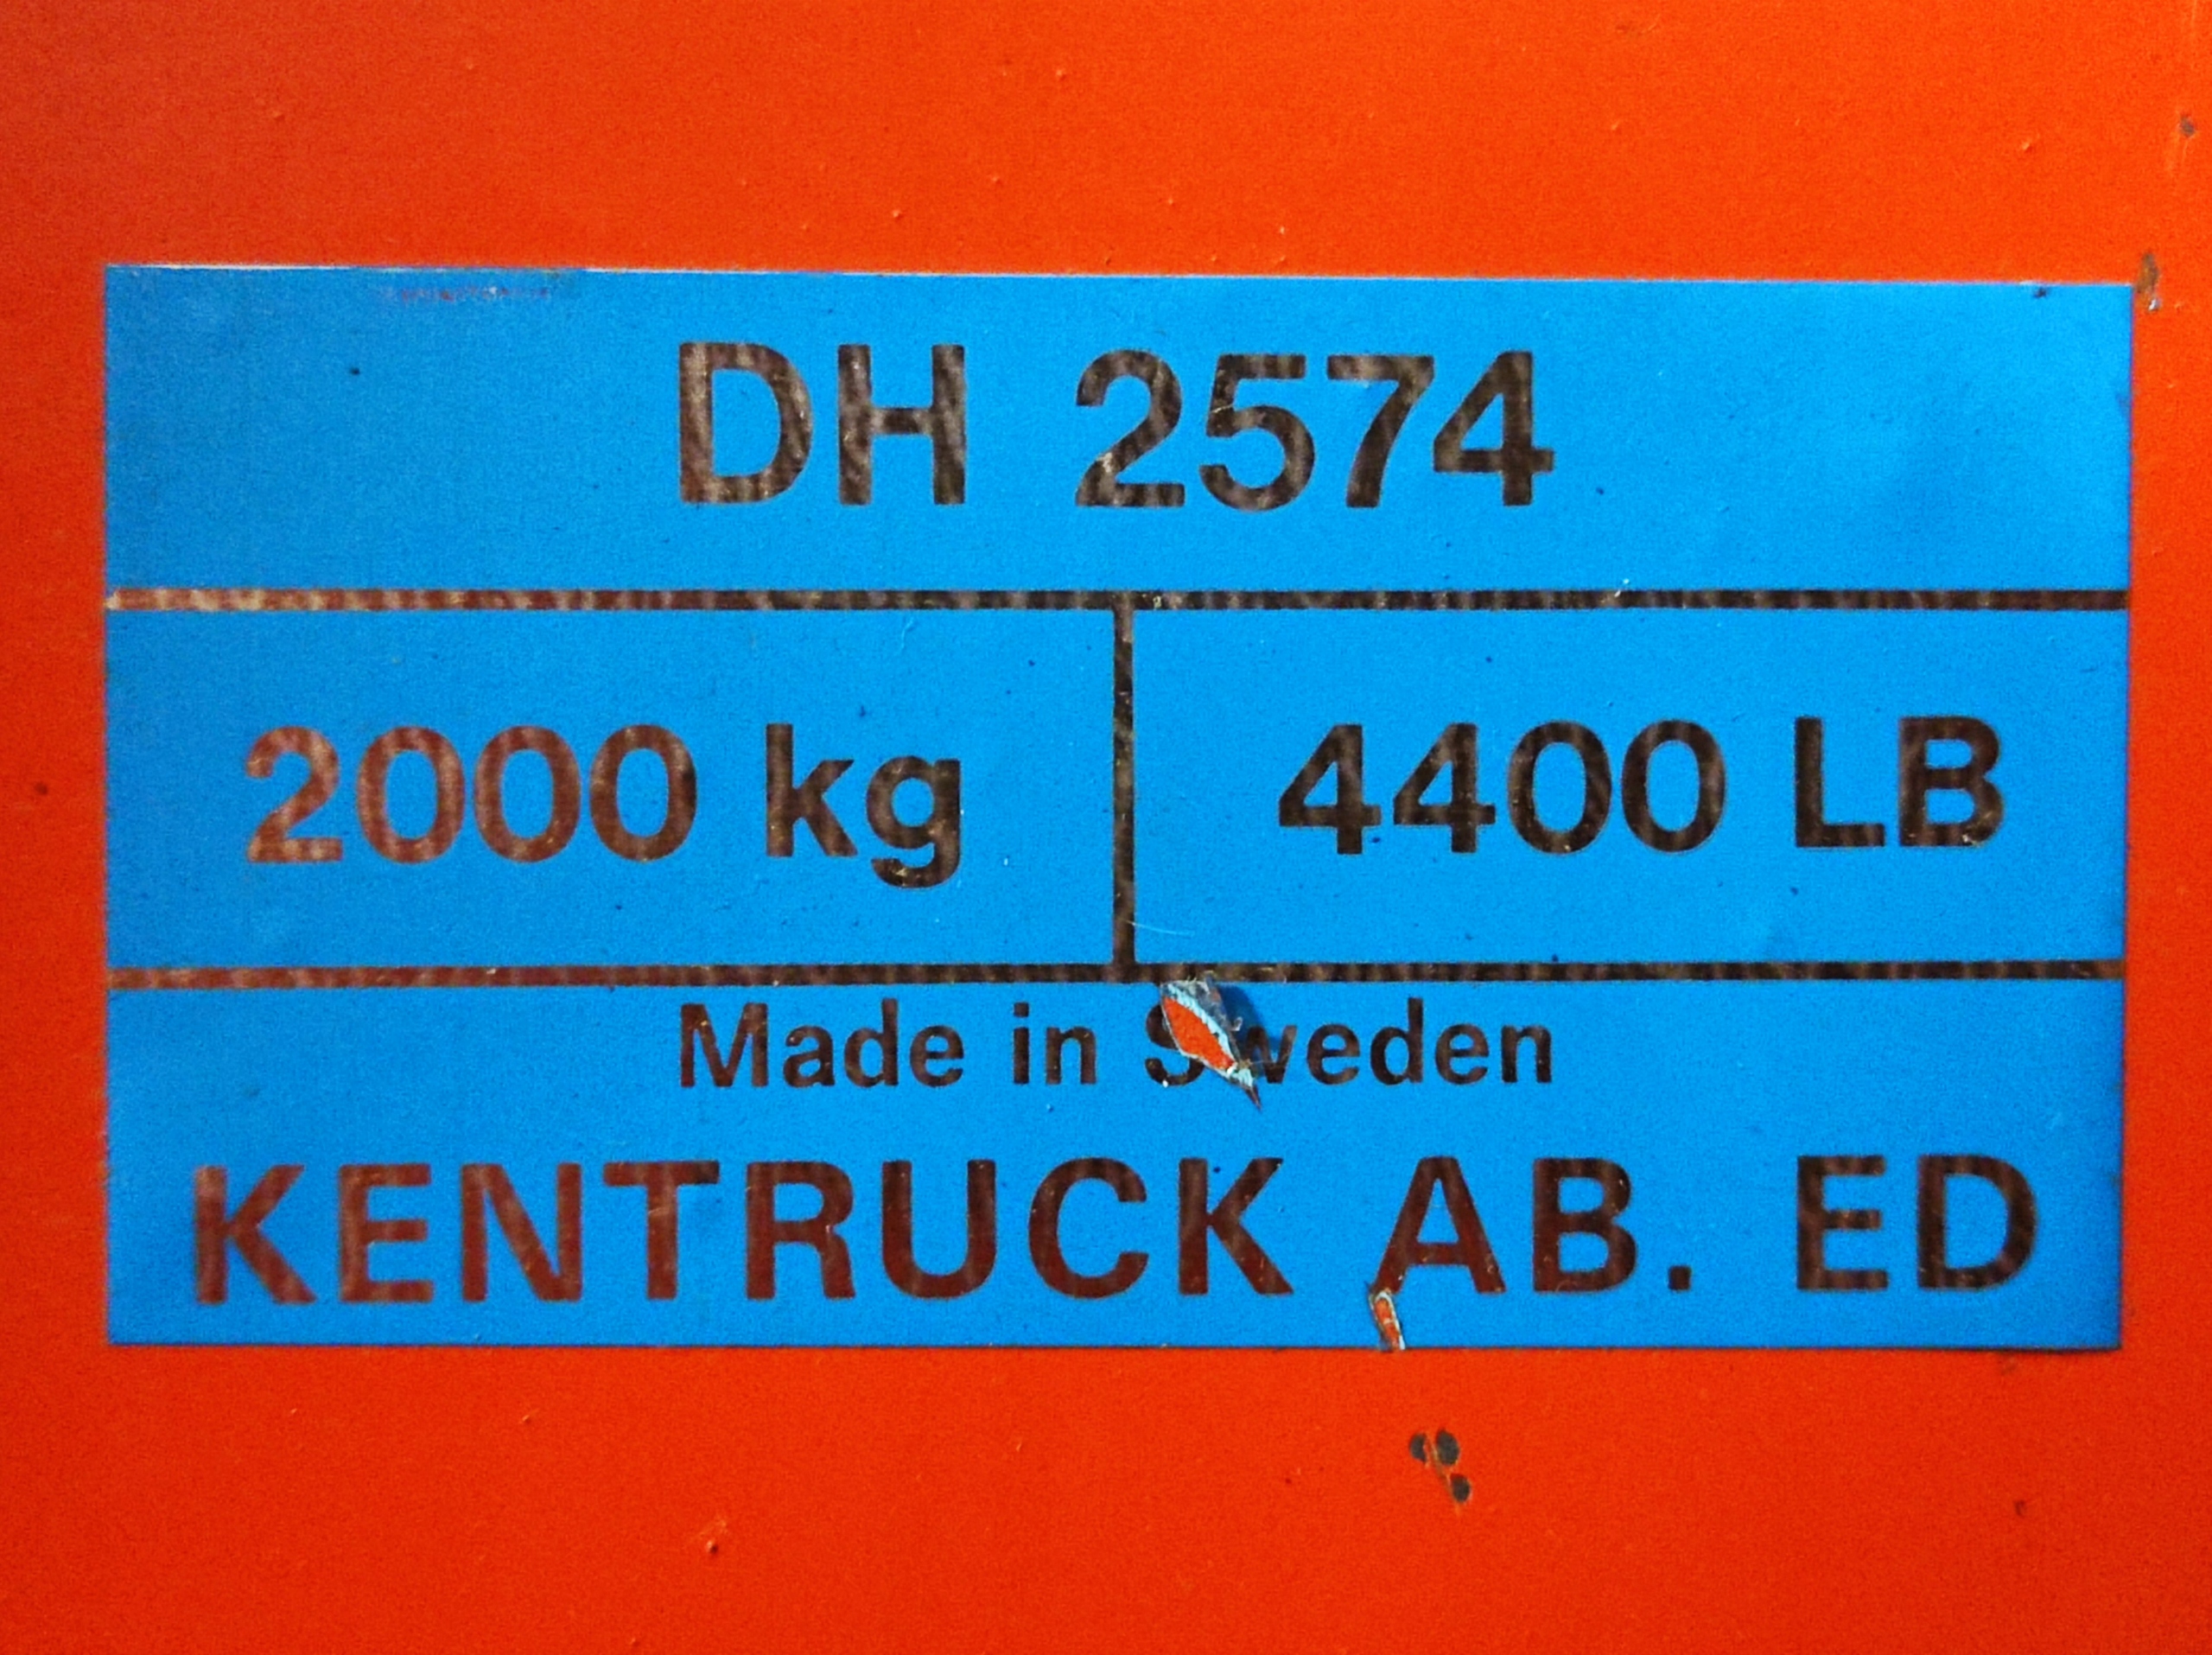 DH 2574
2000 kg 4400 LB
Made in Sweden
KENTRUCK AB. ED